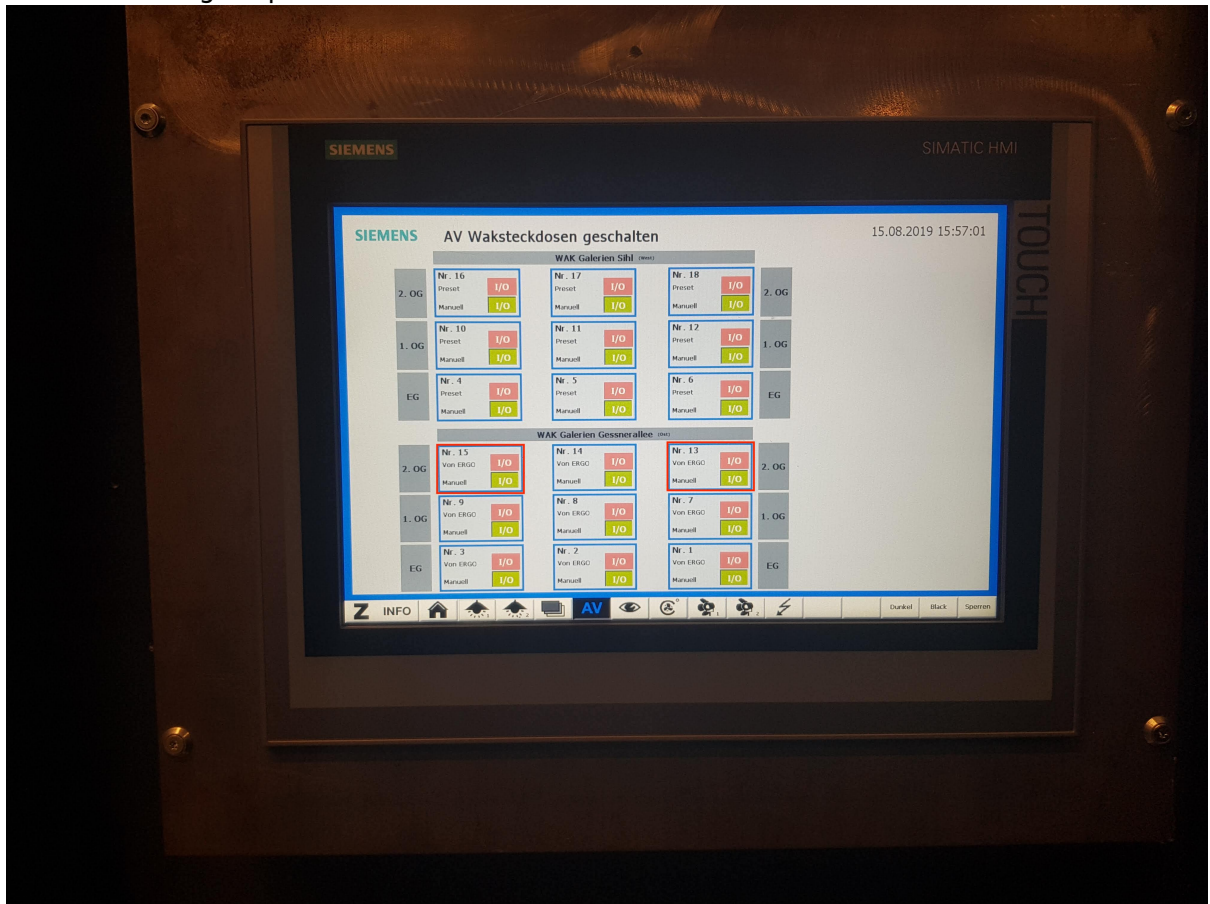 SIEMENS
SIMATIC HMI
TOUCH
SIEMENS AV Waksteckdosen geschalten 15.08.2019 15:57:01
WAK Galerien Sihl (West)
Nr. 16 Nr. 17 Nr. 18
2. OG Preset I/O Preset I/O Preset I/O 2. OG
Manuell I/O Manuell I/O Manuell I/O
Nr. 10 Nr. 11 Nr. 12
1. OG Preset I/O Preset I/O Preset I/O 1. OG
Manuell I/O Manuell I/O Manuell I/O
Nr. 4 Nr. 5 Nr. 6
EG Preset I/O Preset I/O Preset I/O EG
Manuell I/O Manuell I/O Manuell I/O
WAK Galerien Gessnerallee (Ost)
Nr. 15 Nr. 14 Nr. 13
2. OG Von ERGO I/O Von ERGO I/O Von ERGO I/O 2. OG
Manuell I/O Manuell I/O Manuell I/O
Nr. 9 Nr. 8 Nr. 7
1. OG Von ERGO I/O Von ERGO I/O Von ERGO I/O 1. OG
Manuell I/O Manuell I/O Manuell I/O
Nr. 3 Nr. 2 Nr. 1
EG Von ERGO I/O Von ERGO I/O Von ERGO I/O EG
Manuell I/O Manuell I/O Manuell I/O
Z INFO 1 2 AV 1 2 Dunkel Black Sperren